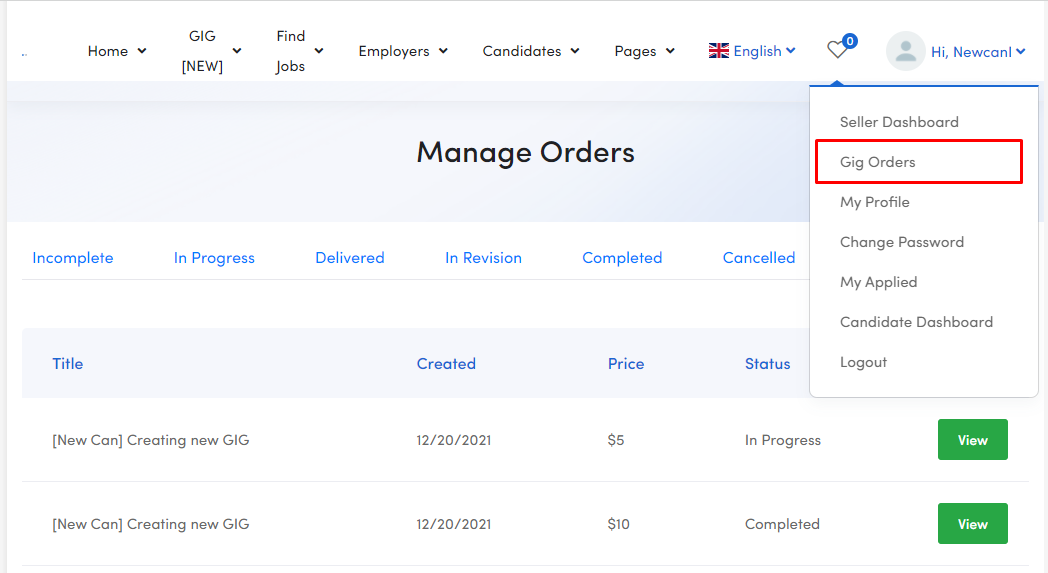 Home
GIG [NEW]
Find Jobs
Employers
Candidates
Pages
English
0
Hi, Newcanl
Seller Dashboard
Gig Orders
My Profile
Change Password
My Applied
Candidate Dashboard
Logout
Manage Orders
Incomplete
In Progress
Delivered
In Revision
Completed
Cancelled
Title Created Price Status
[New Can] Creating new GIG 12/20/2021 $5 In Progress View
[New Can] Creating new GIG 12/20/2021 $10 Completed View